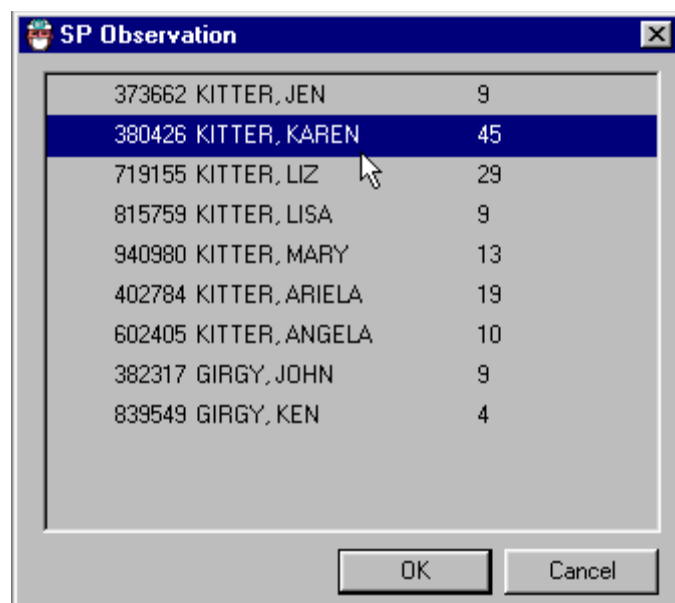 SP Observation
373662 KITTER, JEN 9
380426 KITTER, KAREN 45
719155 KITTER, LIZ 29
815759 KITTER, LISA 9
940980 KITTER, MARY 13
402784 KITTER, ARIELA 19
602405 KITTER, ANGELA 10
382317 GIRGY, JOHN 9
839549 GIRGY, KEN 4
OK Cancel